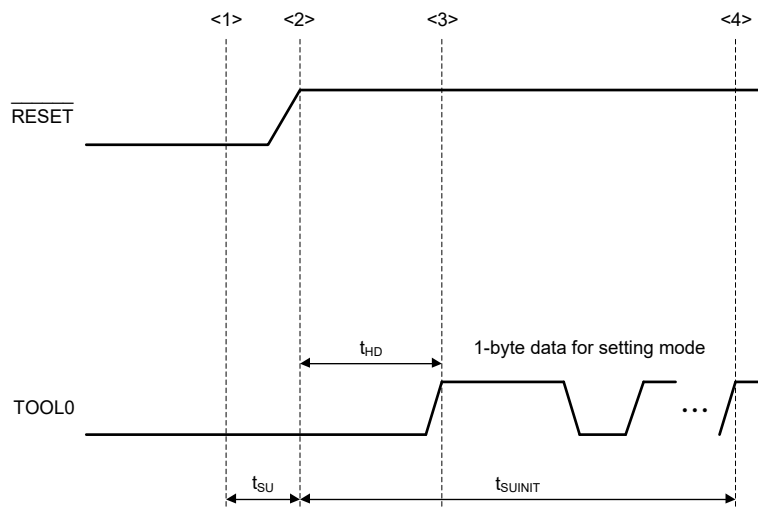 <1> <2> <3> <4>
RESET
tHD
1-byte data for setting mode
TOOL0
...
tSU
tSUINIT